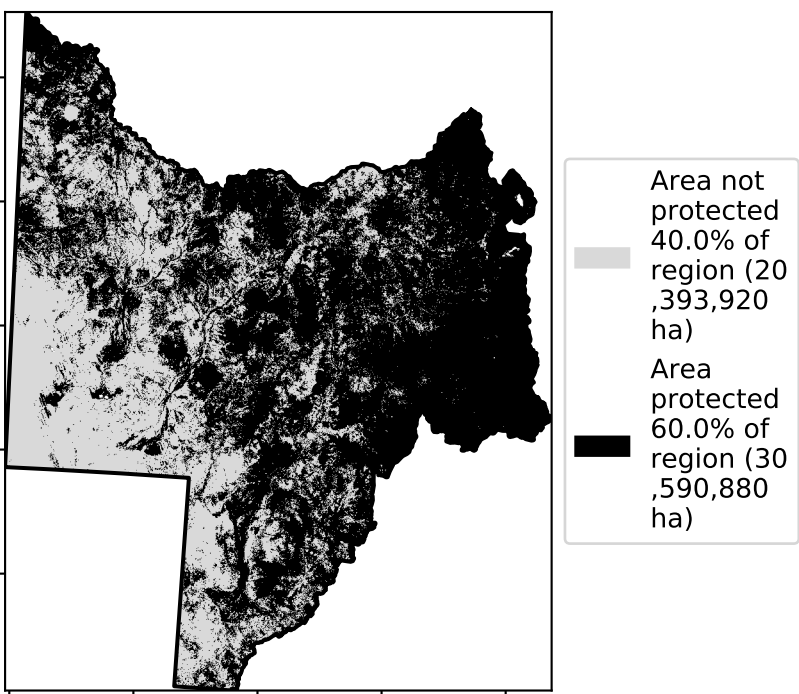 Area not
protected
40.0% of
region (20
,393,920
ha)
Area
protected
60.0% of
region (30
,590,880
ha)